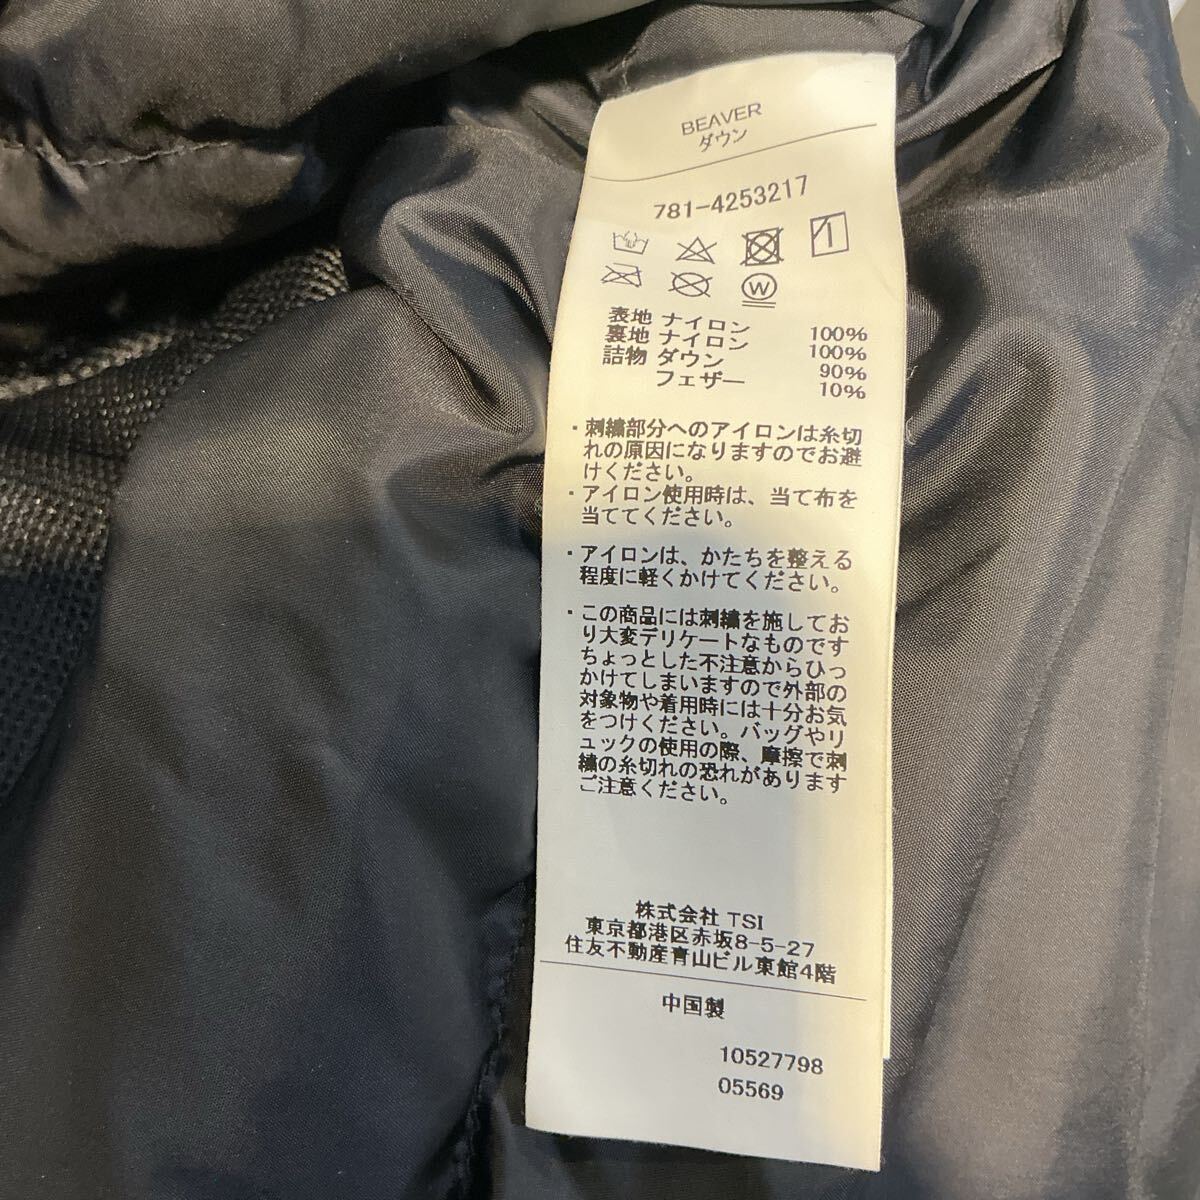 BEAVER
ダウン
781-4253217
W
表地 ナイロン 100%
裏地 ナイロン 100%
詰物 ダウン 90%
フェザー 10%
・刺繍部分へのアイロンは糸切
れの原因になりますのでお避
けください。
・アイロン使用時は、当て布を
当ててください。
・アイロンは、かたちを整える
程度に軽くかけてください。
・この商品には刺繍を施してお
り大変デリケートなものです
ちょっとした不注意からひっ
かけてしまいますので外部の
対象物や着用時には十分お気
をつけください。バッグやリ
ュックの使用の際、摩擦で刺
繍の糸切れの恐れがあります
ご注意ください。
株式会社 TSI
東京都港区赤坂8-5-27
住友不動産青山ビル東館4階
中国製
10527798
05569